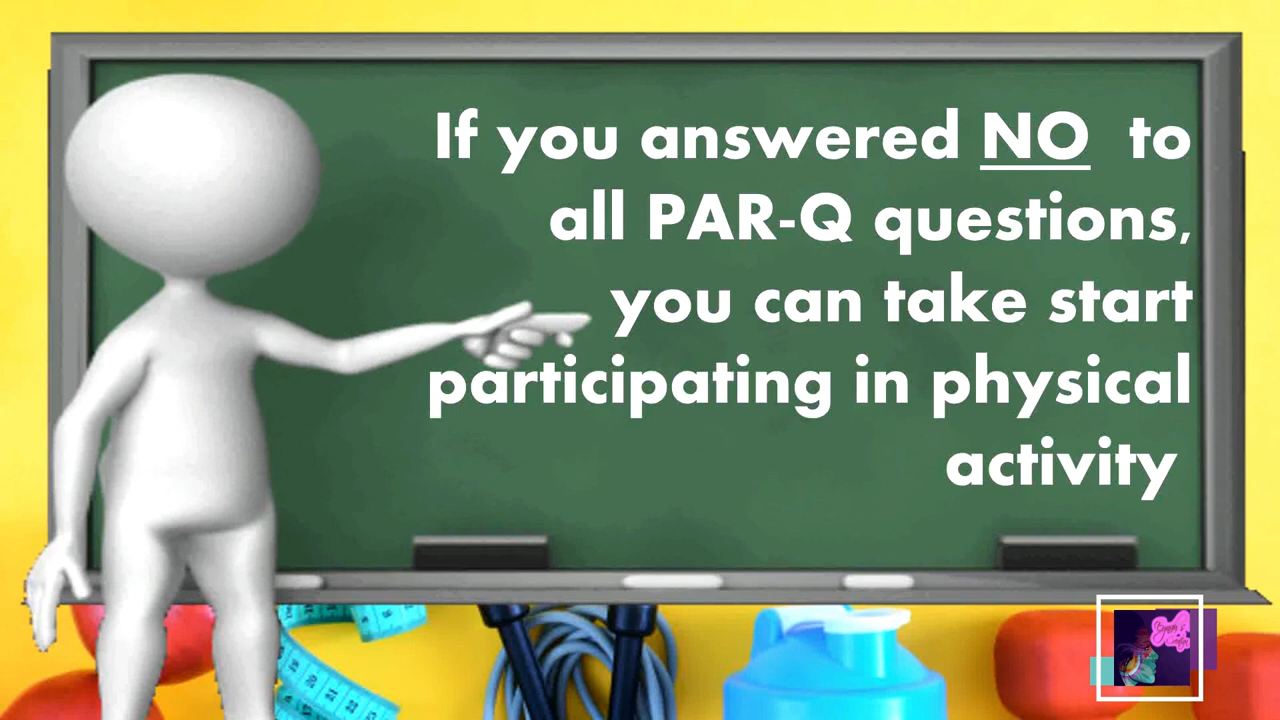 If you answered NO to
all PAR-Q questions,
you can take start
participating in physical
activity